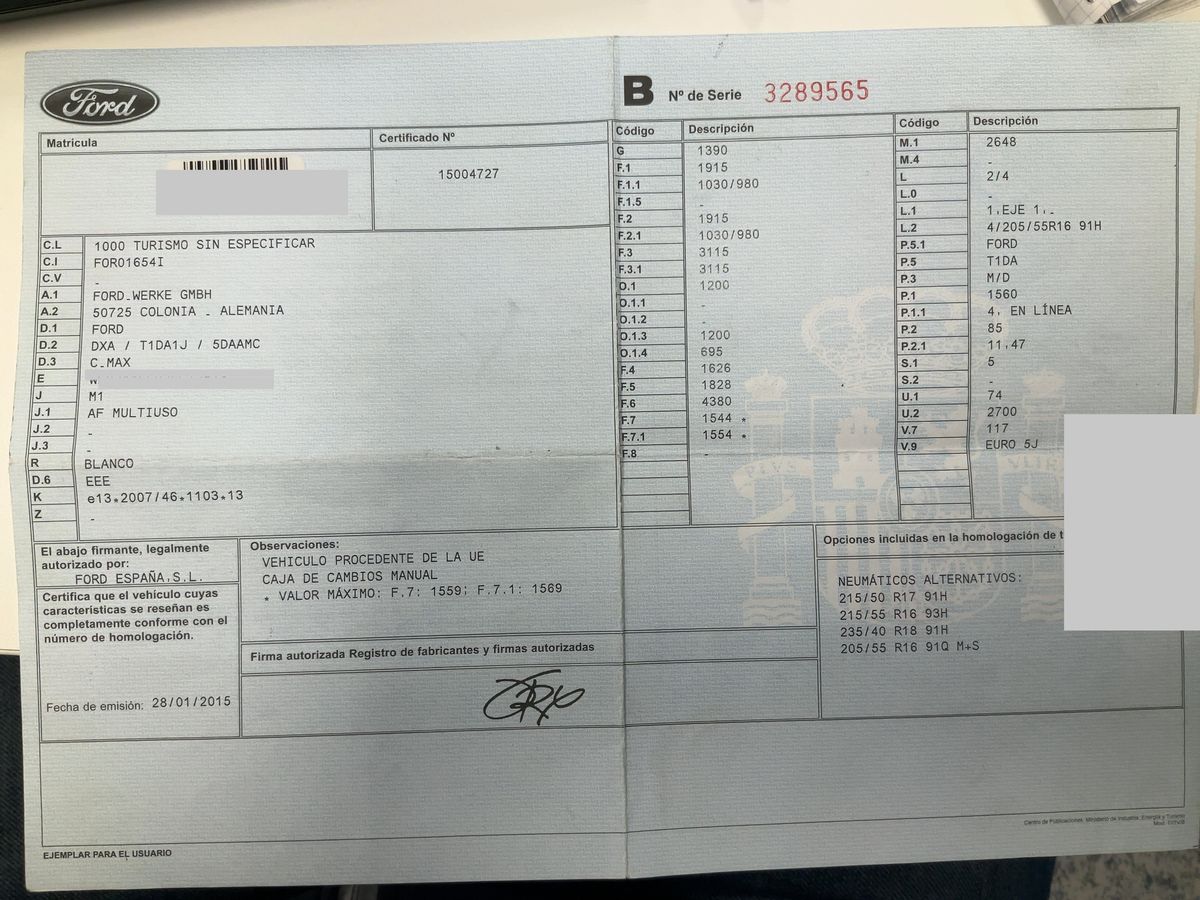 Ford
B Nº de Serie 3289565
Matricula
Certificado Nº
15004727
C.L 1000 TURISMO SIN ESPECIFICAR
C.I FOR01654I
C.V -
A.1 FORD-WERKE GMBH
A.2 50725 COLONIA - ALEMANIA
D.1 FORD
D.2 DXA / T1DA1J / 5DAAMC
D.3 C-MAX
E
J M1
J.1 AF MULTIUSO
J.2 -
J.3 -
R BLANCO
D.6 EEE
K e13*2007/46*1103*13
Z -
Código Descripción
G 1390
F.1 1915
F.1.1 1030/980
F.1.5 -
F.2 1915
F.2.1 1030/980
F.3 3115
F.3.1 3115
O.1 1200
O.1.1 -
O.1.2 -
O.1.3 1200
O.1.4 695
F.4 1626
F.5 1828
F.6 4380
F.7 1544 *
F.7.1 1554 *
F.8 -
Código Descripción
M.1 2648
M.4 -
L 2/4
L.0 -
L.1 1,EJE 1,-
L.2 4/205/55R16 91H
P.5.1 FORD
P.5 T1DA
P.3 M/D
P.1 1560
P.1.1 4, EN LÍNEA
P.2 85
P.2.1 11,47
S.1 5
S.2 -
U.1 74
U.2 2700
V.7 117
V.9 EURO 5J
PLVS
El abajo firmante, legalmente
autorizado por:
FORD ESPAÑA,S.L.
Certifica que el vehículo cuyas
características se reseñan es
completamente conforme con el
número de homologación.
Fecha de emisión: 28/01/2015
Observaciones:
VEHICULO PROCEDENTE DE LA UE
CAJA DE CAMBIOS MANUAL
* VALOR MÁXIMO: F.7: 1559; F.7.1: 1569
Firma autorizada Registro de fabricantes y firmas autorizadas
Opciones incluidas en la homologación de t
NEUMÁTICOS ALTERNATIVOS:
215/50 R17 91H
215/55 R16 93H
235/40 R18 91H
205/55 R16 91Q M+S
Centro de Publicaciones. Ministerio de Industria, Energía y Turismo
EJEMPLAR PARA EL USUARIO